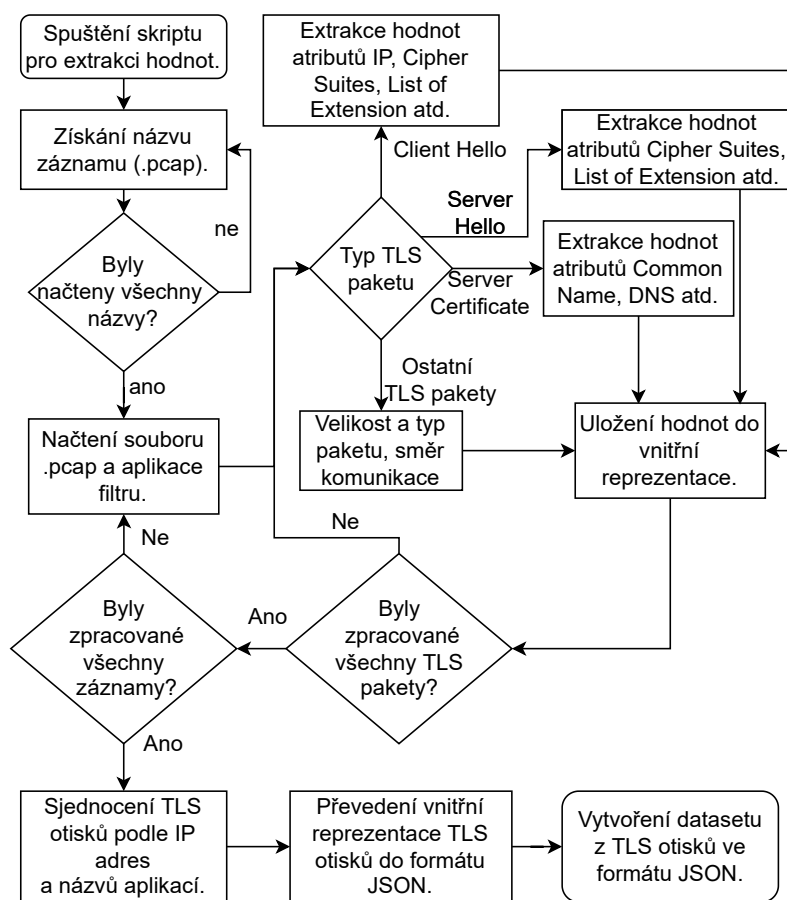 Spuštění skriptu
pro extrakci hodnot.
Získání názvu
záznamu (.pcap).
ne
Byly
načteny všechny
názvy?
ano
Načtení souboru
.pcap a aplikace
filtru.
Extrakce hodnot
atributů IP, Cipher
Suites, List of
Extension atd.
Client Hello
Extrakce hodnot
atributů Cipher Suites,
List of Extension atd.
Server
Hello
Typ TLS
paketu
Server
Certificate
Extrakce hodnot
atributů Common
Name, DNS atd.
Ostatní
TLS pakety
Velikost a typ
paketu, směr
komunikace
Uložení hodnot do
vnitřní
reprezentace.
Ne
Ne
Byly
zpracované
všechny
záznamy?
Ano
Byly
zpracované
všechny TLS
pakety?
Ano
Sjednocení TLS
otisků podle IP
adres
a názvů aplikací.
Převedení vnitřní
reprezentace TLS
otisků do formátu
JSON.
Vytvoření datasetu
z TLS otisků ve
formátu JSON.